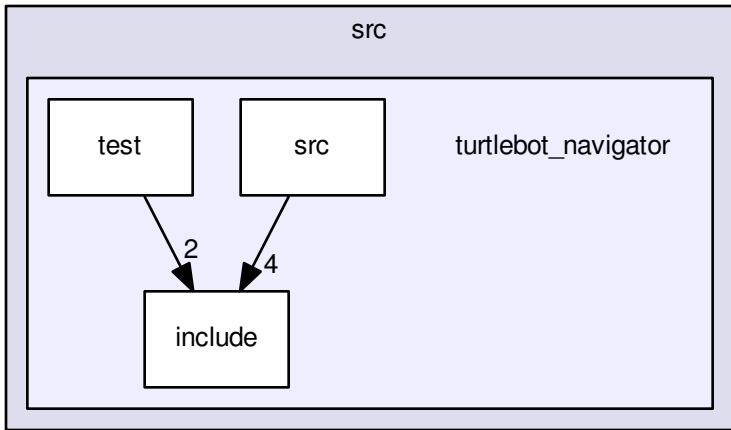 src
test
src
turtlebot_navigator
2
4
include